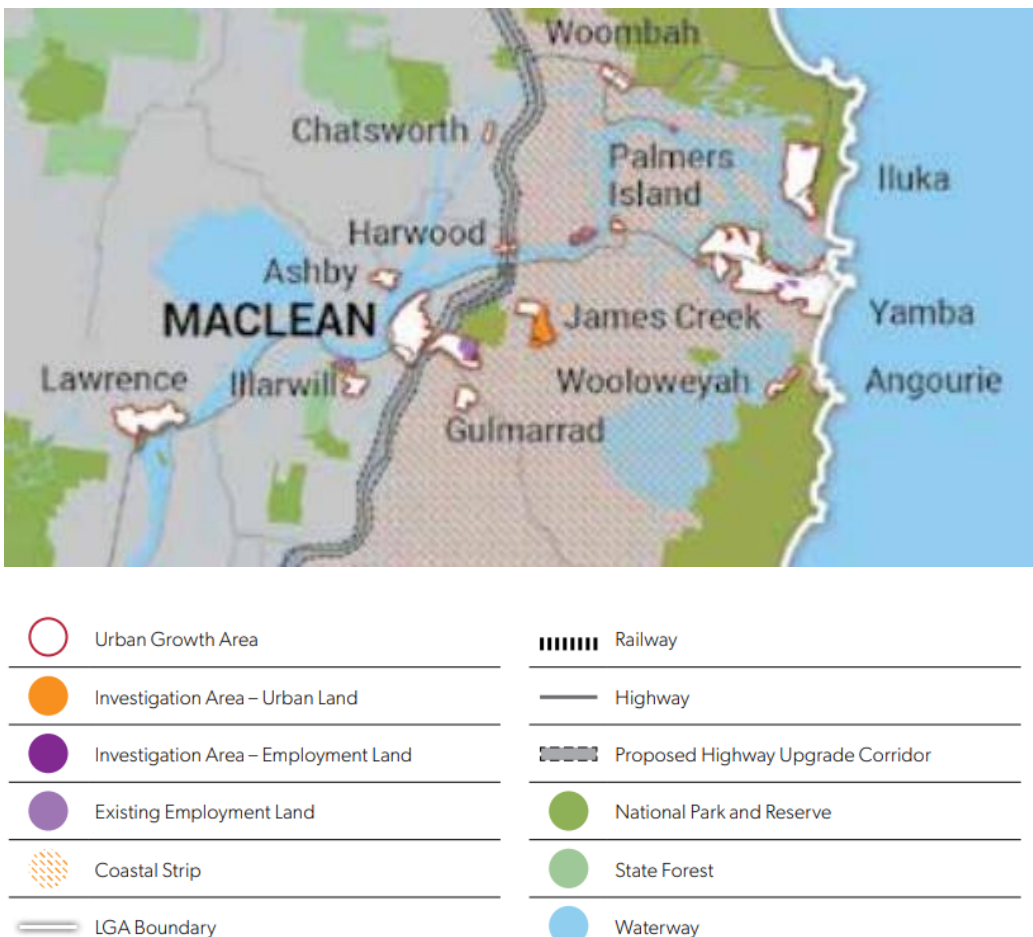 Woombah
Chatsworth
Palmers
Island
Iluka
Harwood
Ashby
MACLEAN
James Creek
Yamba
Lawrence
Illarwill
Wooloweyah
Angourie
Gulmarrad
Urban Growth Area
Railway
Investigation Area – Urban Land
Highway
Investigation Area – Employment Land
Proposed Highway Upgrade Corridor
Existing Employment Land
National Park and Reserve
Coastal Strip
State Forest
LGA Boundary
Waterway